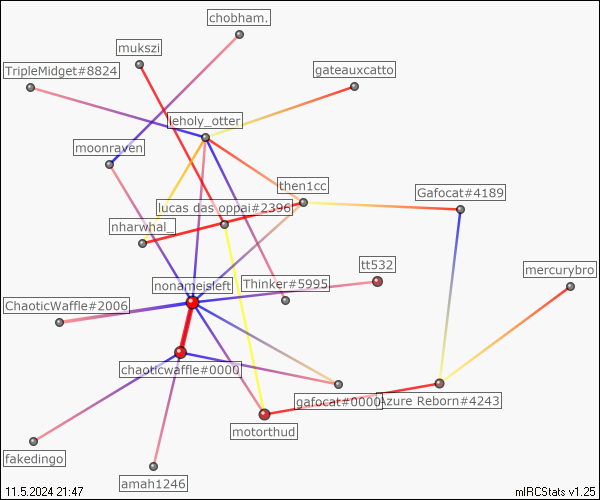 chobham.
mukszi
TripleMidget#8824
gateauxcatto
leholy_otter
moonraven
then1cc
Gafocat#4189
lucas das oppai#2396
nharwhal_
tt532
mercurybro
nonameisleft
Thinker#5995
ChaoticWaffle#2006
chaoticwaffle#0000
gafocat#0000
Azure Reborn#4243
motorthud
fakedingo
amah1246
11.5.2024 21:47
mIRCStats v1.25